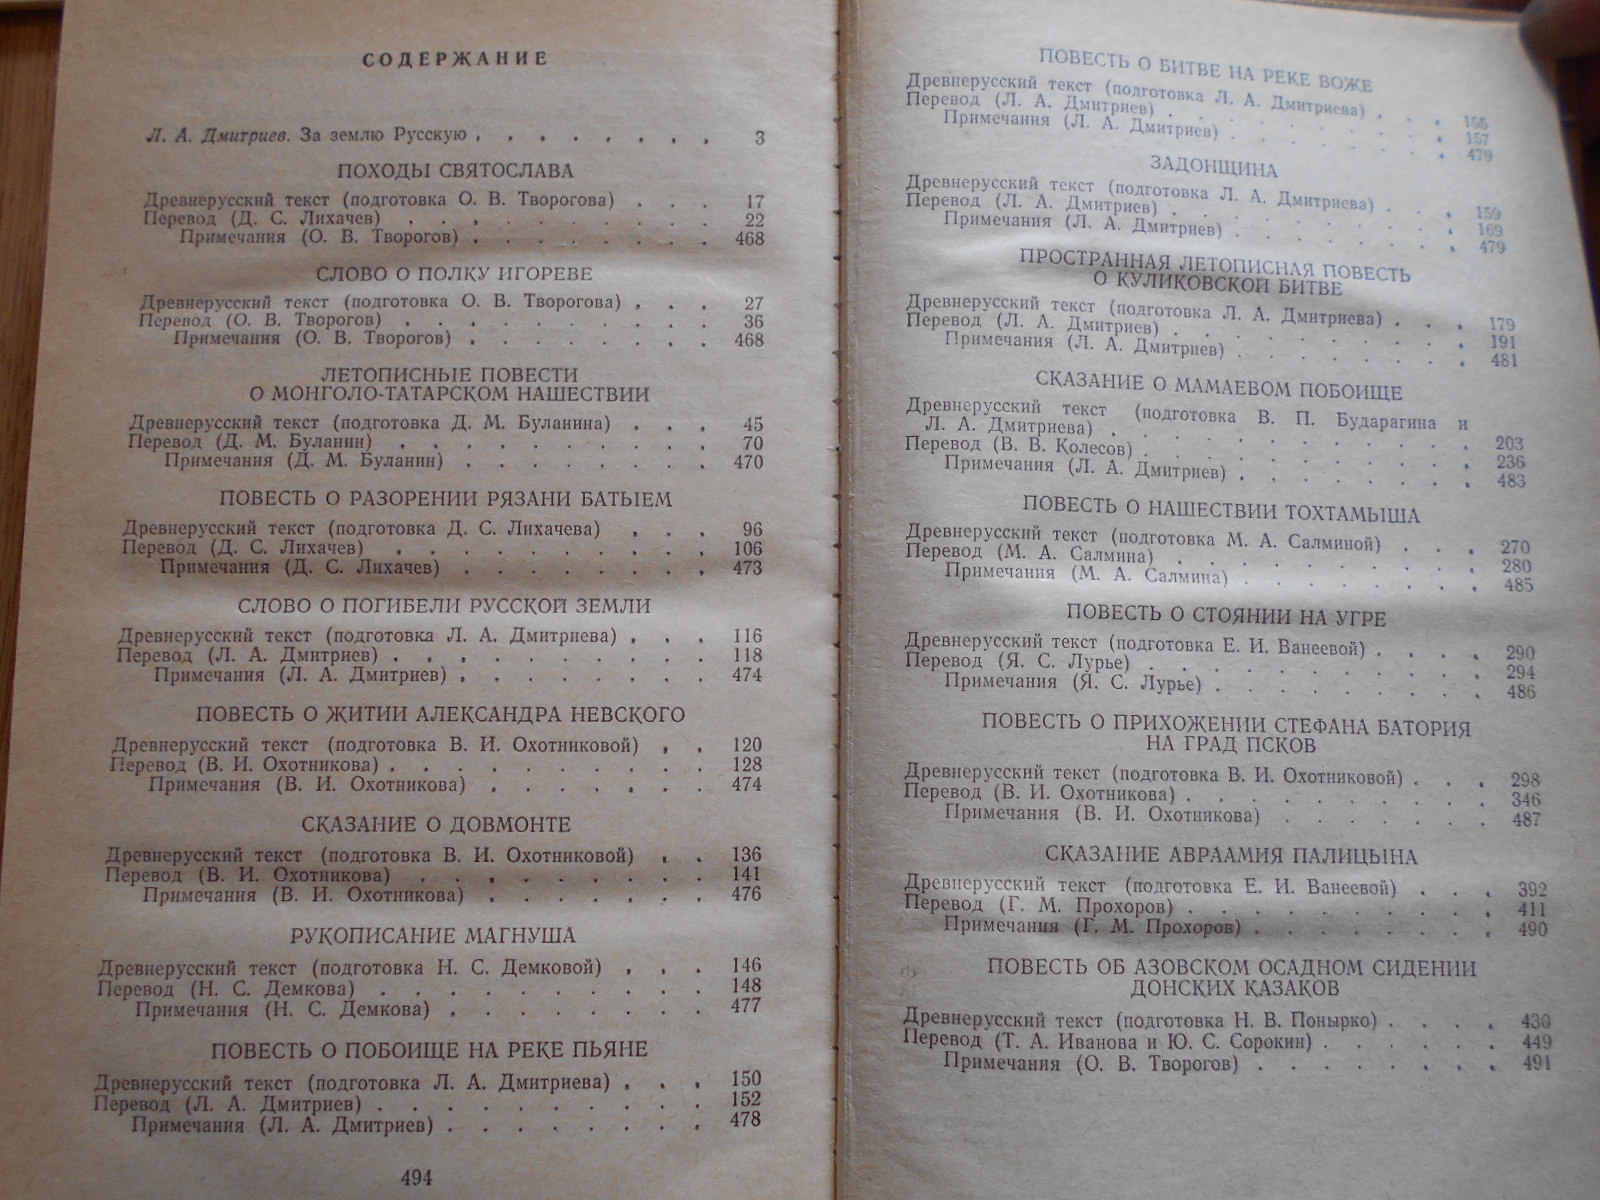 СОДЕРЖАНИЕ
Л. А. Дмитриев. За землю Русскую . . . . . . . 3
ПОХОДЫ СВЯТОСЛАВА
Древнерусский текст (подготовка О. В. Творогова) . . . 17
Перевод (Д. С. Лихачев) . . . . . . . . . 22
Примечания (О. В. Творогов) . . . . . . . . 468
СЛОВО О ПОЛКУ ИГОРЕВЕ
Древнерусский текст (подготовка О. В. Творогова) . . . 27
Перевод (О. В. Творогов) . . . . . . . . . 36
Примечания (О. В. Творогов) . . . . . . . . 468
ЛЕТОПИСНЫЕ ПОВЕСТИ
О МОНГОЛО-ТАТАРСКОМ НАШЕСТВИИ
Древнерусский текст (подготовка Д. М. Буланина) . . . 45
Перевод (Д. М. Буланин) . . . . . . . . . 70
Примечания (Д. М. Буланин) . . . . . . . . 470
ПОВЕСТЬ О РАЗОРЕНИИ РЯЗАНИ БАТЫЕМ
Древнерусский текст (подготовка Д. С. Лихачева) . . . 96
Перевод (Д. С. Лихачев) . . . . . . . . . 106
Примечания (Д. С. Лихачев) . . . . . . . . 473
СЛОВО О ПОГИБЕЛИ РУССКОЙ ЗЕМЛИ
Древнерусский текст (подготовка Л. А. Дмитриева) . . . 116
Перевод (Л. А. Дмитриев) . . . . . . . . . 118
Примечания (Л. А. Дмитриев) . . . . . . . . 474
ПОВЕСТЬ О ЖИТИИ АЛЕКСАНДРА НЕВСКОГО
Древнерусский текст (подготовка В. И. Охотниковой) . . 120
Перевод (В. И. Охотникова) . . . . . . . . . 128
Примечания (В. И. Охотникова) . . . . . . . 474
СКАЗАНИЕ О ДОВМОНТЕ
Древнерусский текст (подготовка В. И. Охотниковой) . . 136
Перевод (В. И. Охотникова) . . . . . . . . . 141
Примечания (В. И. Охотникова) . . . . . . . 476
РУКОПИСАНИЕ МАГНУША
Древнерусский текст (подготовка Н. С. Демковой) . . . 146
Перевод (Н. С. Демкова) . . . . . . . . . . 148
Примечания (Н. С. Демкова) . . . . . . . . 477
ПОВЕСТЬ О ПОБОИЩЕ НА РЕКЕ ПЬЯНЕ
Древнерусский текст (подготовка Л. А. Дмитриева) . . . 150
Перевод (Л. А. Дмитриев) . . . . . . . . . . 152
Примечания (Л. А. Дмитриев) . . . . . . . . 478
494
ПОВЕСТЬ О БИТВЕ НА РЕКЕ ВОЖЕ
Древнерусский текст (подготовка Л. А. Дмитриева) . . . 155
Перевод (Л. А. Дмитриев) . . . . . . . . . 157
Примечания (Л. А. Дмитриев) . . . . . . . 479
ЗАДОНЩИНА
Древнерусский текст (подготовка Л. А. Дмитриева) . . . 159
Перевод (Л. А. Дмитриев) . . . . . . . . . 169
Примечания (Л. А. Дмитриев) . . . . . . . . 479
ПРОСТРАННАЯ ЛЕТОПИСНАЯ ПОВЕСТЬ
О КУЛИКОВСКОЙ БИТВЕ
Древнерусский текст (подготовка Л. А. Дмитриева) . . . 179
Перевод (Л. А. Дмитриев) . . . . . . . . . 191
Примечания (Л. А. Дмитриев) . . . . . . . . 481
СКАЗАНИЕ О МАМАЕВОМ ПОБОИЩЕ
Древнерусский текст (подготовка В. П. Бударагина и
Л. А. Дмитриева) . . . . . . . . . . . 203
Перевод (В. В. Колесов) . . . . . . . . . . 236
Примечания (Л. А. Дмитриев) . . . . . . . . 483
ПОВЕСТЬ О НАШЕСТВИИ ТОХТАМЫША
Древнерусский текст (подготовка М. А. Салминой) . . . 270
Перевод (М. А. Салмина) . . . . . . . . . . 280
Примечания (М. А. Салмина) . . . . . . . . 485
ПОВЕСТЬ О СТОЯНИИ НА УГРЕ
Древнерусский текст (подготовка Е. И. Ванеевой) . . . . 290
Перевод (Я. С. Лурье) . . . . . . . . . . . 294
Примечания (Я. С. Лурье) . . . . . . . . . 486
ПОВЕСТЬ О ПРИХОЖЕНИИ СТЕФАНА БАТОРИЯ
НА ГРАД ПСКОВ
Древнерусский текст (подготовка В. И. Охотниковой) . . . 298
Перевод (В. И. Охотникова) . . . . . . . . . 346
Примечания (В. И. Охотникова) . . . . . . . 487
СКАЗАНИЕ АВРААМИЯ ПАЛИЦЫНА
Древнерусский текст (подготовка Е. И. Ванеевой) . . . 392
Перевод (Г. М. Прохоров) . . . . . . . . . . 411
Примечания (Г. М. Прохоров) . . . . . . . . 490
ПОВЕСТЬ ОБ АЗОВСКОМ ОСАДНОМ СИДЕНИИ
ДОНСКИХ КАЗАКОВ
Древнерусский текст (подготовка Н. В. Понырко) . . . . 430
Перевод (Т. А. Иванова и Ю. С. Сорокин) . . . . . . 449
Примечания (О. В. Творогов) . . . . . . . . 491